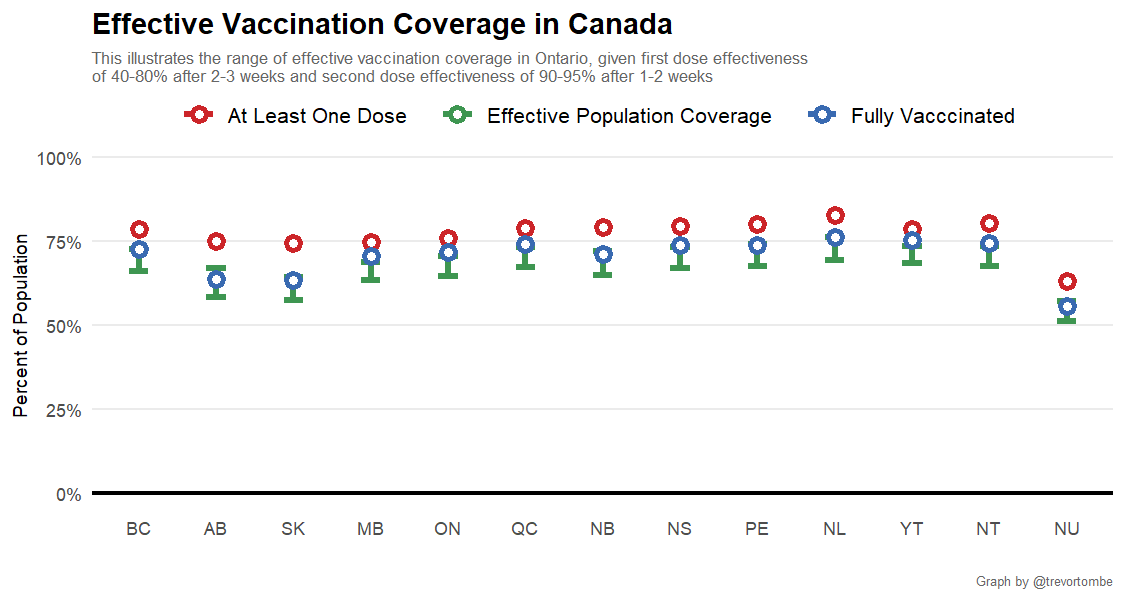 Effective Vaccination Coverage in Canada
This illustrates the range of effective vaccination coverage in Ontario, given first dose effectiveness
of 40-80% after 2-3 weeks and second dose effectiveness of 90-95% after 1-2 weeks
At Least One Dose Effective Population Coverage Fully Vacccinated
100%
75%
50%
25%
0%
Percent of Population
BC AB SK MB ON QC NB NS PE NL YT NT NU
Graph by @trevortombe